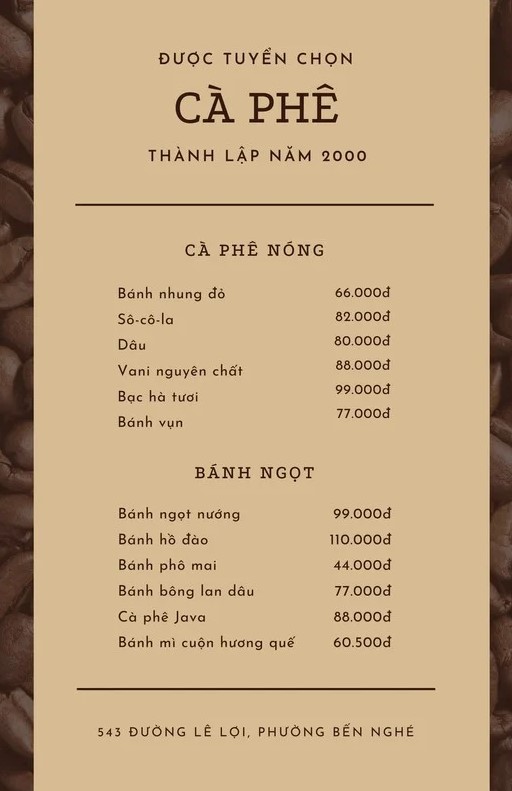 ĐƯỢC TUYỂN CHỌN
CÀ PHÊ
THÀNH LẬP NĂM 2000
CÀ PHÊ NÓNG
Bánh nhung đỏ 66.000đ
Sô-cô-la 82.000đ
Dâu 80.000đ
Vani nguyên chất 88.000đ
Bạc hà tươi 99.000đ
Bánh vụn 77.000đ
BÁNH NGỌT
Bánh ngọt nướng 99.000đ
Bánh hồ đào 110.000đ
Bánh phô mai 44.000đ
Bánh bông lan dâu 77.000đ
Cà phê Java 88.000đ
Bánh mì cuộn hương quế 60.500đ
543 ĐƯỜNG LÊ LỢI, PHƯỜNG BẾN NGHÉ